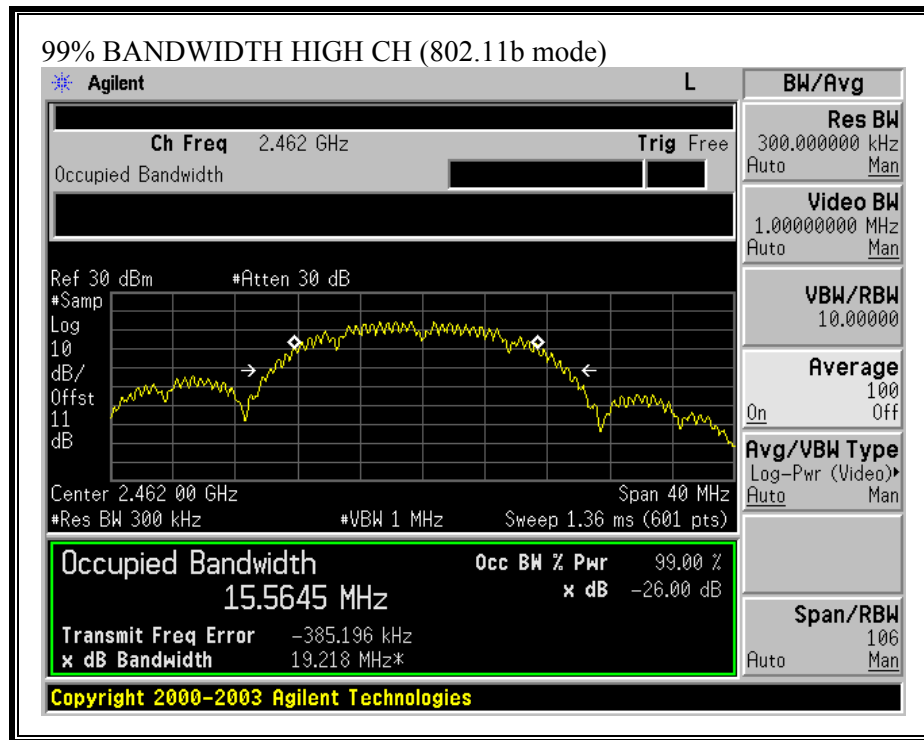 99% BANDWIDTH HIGH CH (802.11b mode)
Agilent L BW/Avg
Ch Freq 2.462 GHz Trig Free
Occupied Bandwidth
Res BW
300.000000 kHz
Auto Man
Video BW
1.00000000 MHz
Auto Man
VBW/RBW
10.00000
Average
100
On Off
Avg/VBW Type
Log-Pwr (Video)
Auto Man
Span/RBW
106
Auto Man
Ref 30 dBm #Atten 30 dB
#Samp
Log
10
dB/
Offst
11
dB
Center 2.462 00 GHz Span 40 MHz
#Res BW 300 kHz #VBW 1 MHz Sweep 1.36 ms (601 pts)
Occupied Bandwidth Occ BW % Pwr 99.00 %
15.5645 MHz x dB -26.00 dB
Transmit Freq Error -385.196 kHz
x dB Bandwidth 19.218 MHz*
Copyright 2000-2003 Agilent Technologies